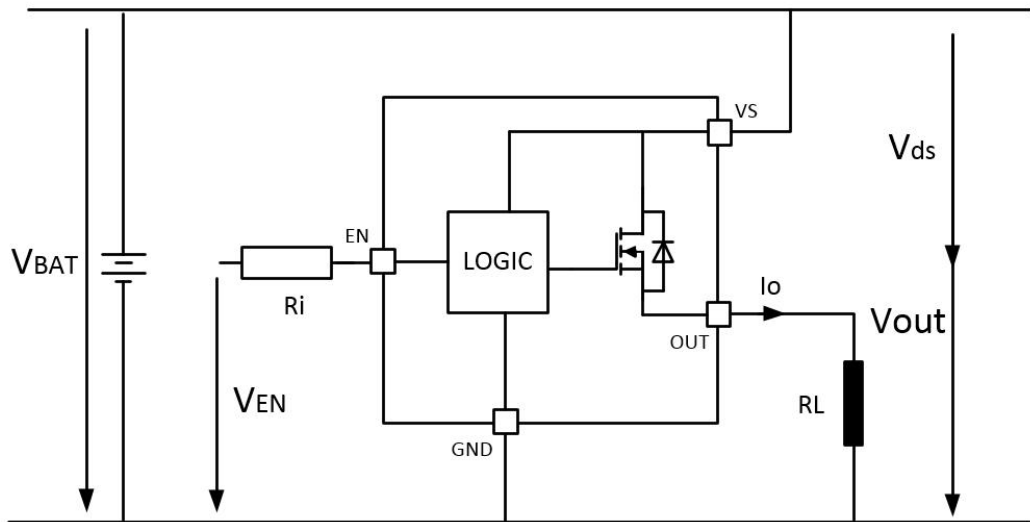 VS
Vds
EN
VBAT
LOGIC
Ri
Io
Vout
OUT
VEN
RL
GND